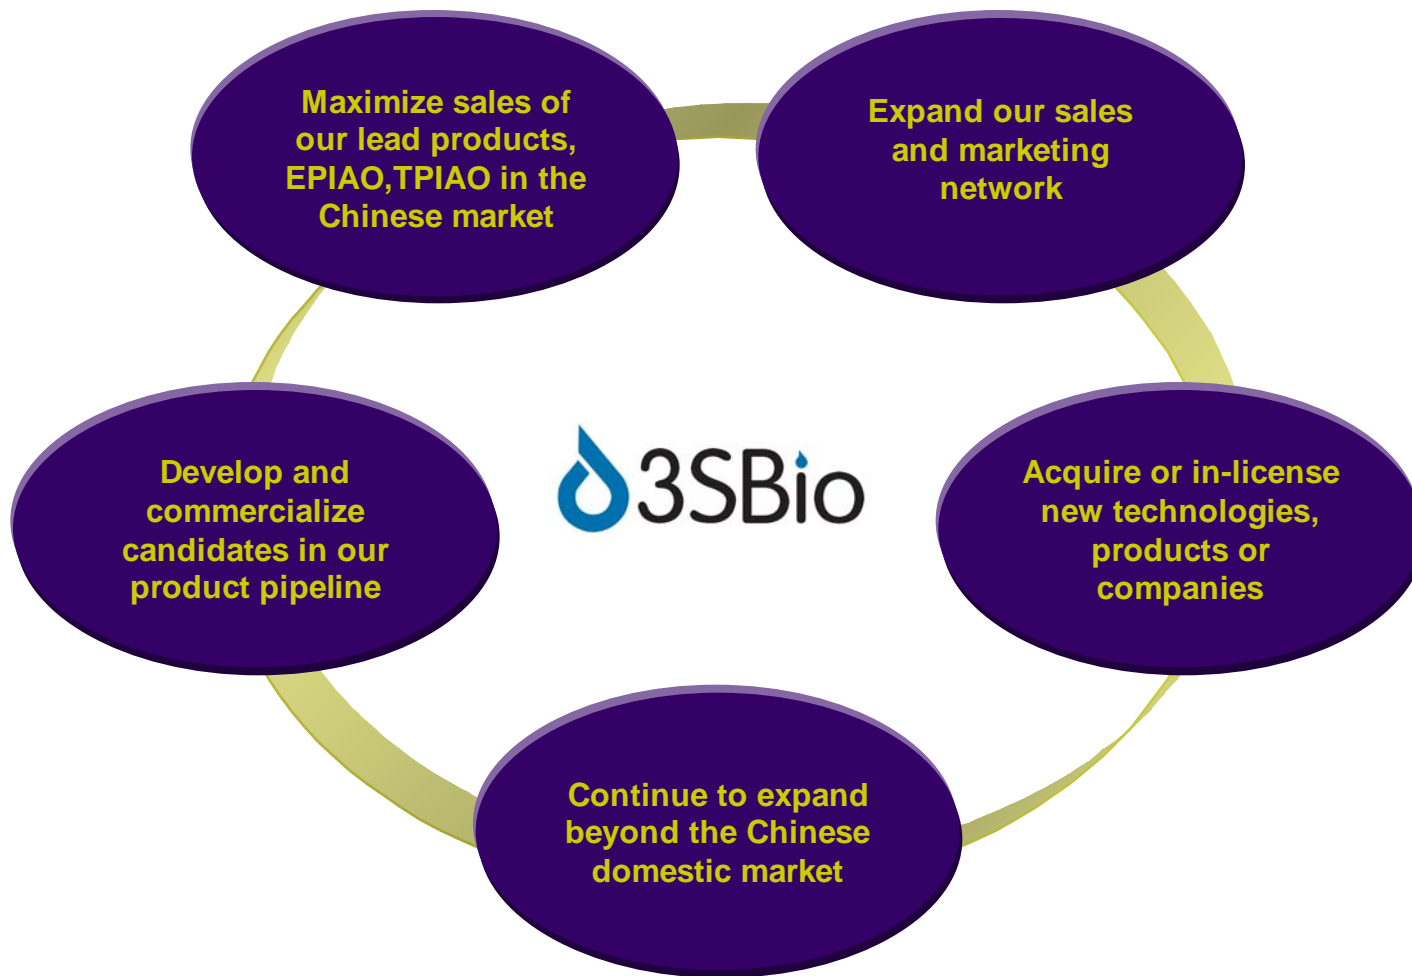 Maximize sales of
our lead products,
EPIAO,TPIAO in the
Chinese market
Expand our sales
and marketing
network
Develop and
commercialize
candidates in our
product pipeline
3SBio
Acquire or in-license
new technologies,
products or
companies
Continue to expand
beyond the Chinese
domestic market